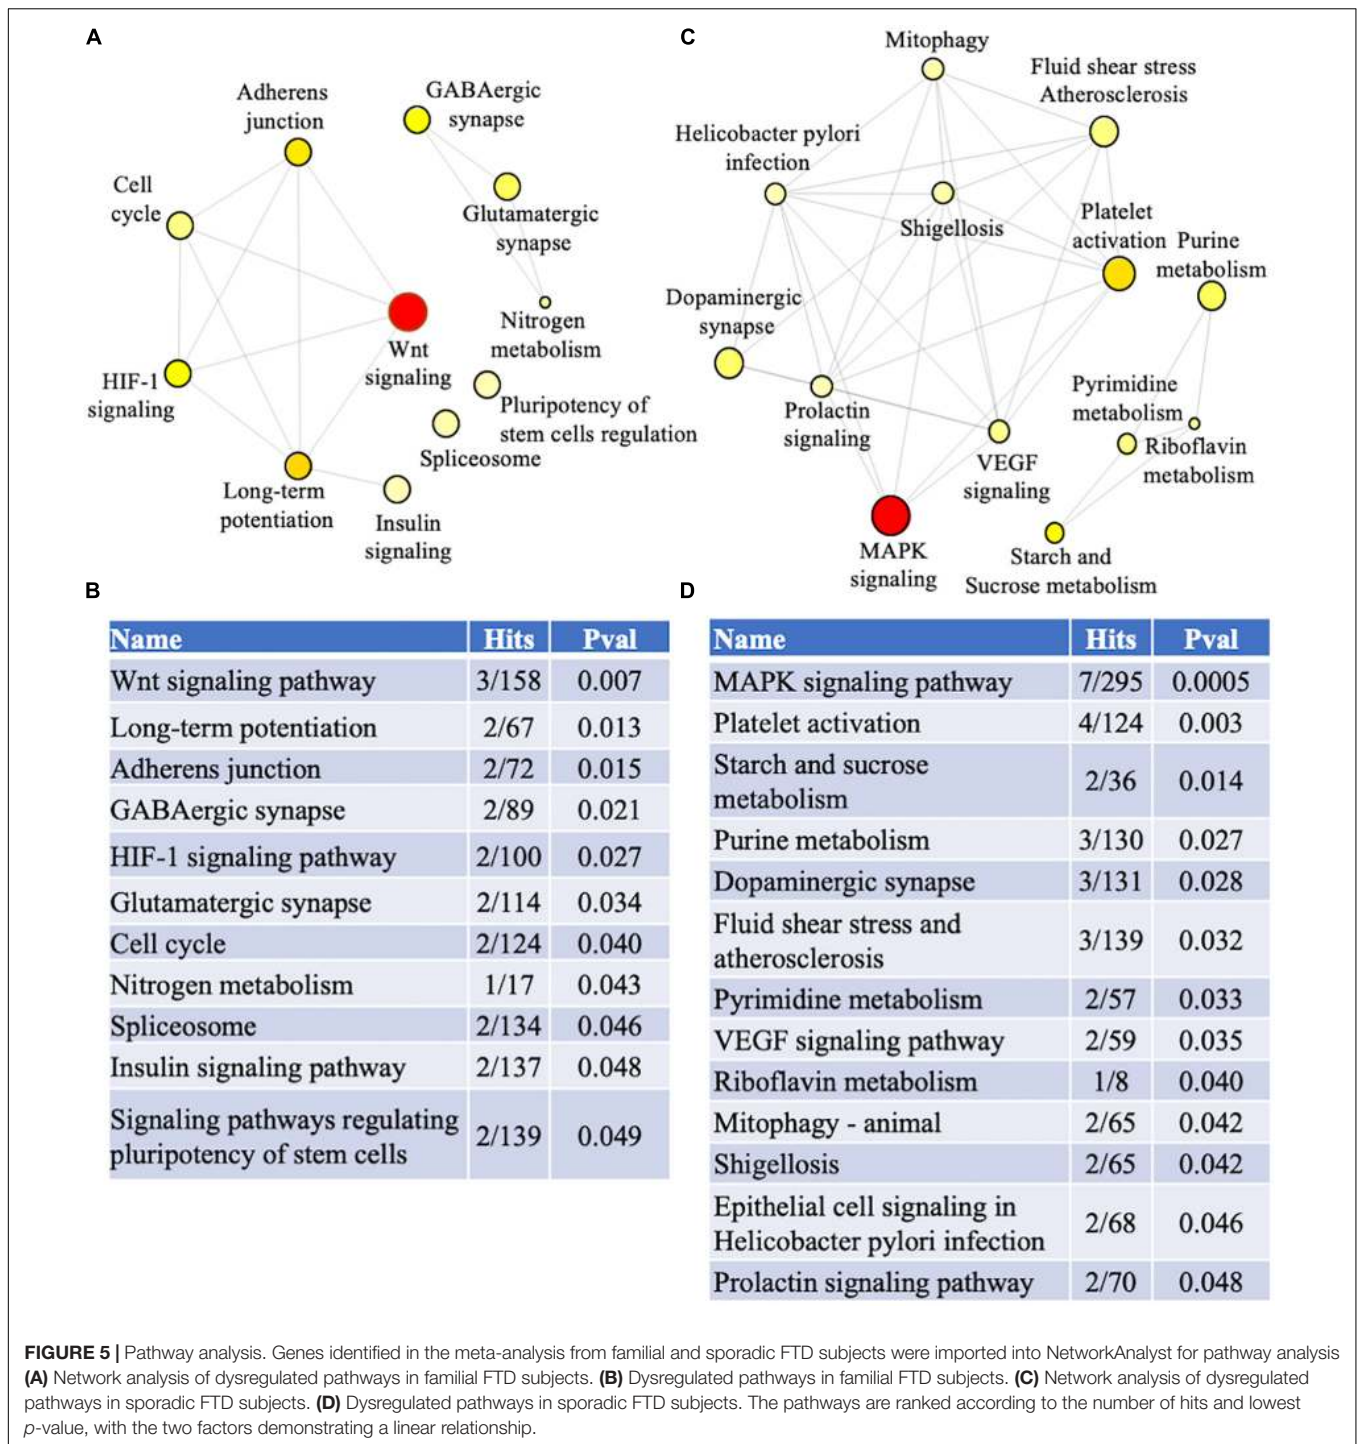 A
Adherens
junction
GABAergic
synapse
Cell
cycle
Glutamatergic
synapse
Wnt
signaling
Nitrogen
metabolism
HIF-1
signaling
Pluripotency of
stem cells regulation
Spliceosome
Long-term
potentiation
Insulin
signaling
C
Mitophagy
Fluid shear stress
Atherosclerosis
Helicobacter pylori
infection
Shigellosis
Platelet
activation
Purine
metabolism
Dopaminergic
synapse
Prolactin
signaling
Pyrimidine
metabolism
Riboflavin
metabolism
VEGF
signaling
MAPK
signaling
Starch and
Sucrose metabolism
B
Name Hits Pval
Wnt signaling pathway 3/158 0.007
Long-term potentiation 2/67 0.013
Adherens junction 2/72 0.015
GABAergic synapse 2/89 0.021
HIF-1 signaling pathway 2/100 0.027
Glutamatergic synapse 2/114 0.034
Cell cycle 2/124 0.040
Nitrogen metabolism 1/17 0.043
Spliceosome 2/134 0.046
Insulin signaling pathway 2/137 0.048
Signaling pathways regulating
pluripotency of stem cells 2/139 0.049
D
Name Hits Pval
MAPK signaling pathway 7/295 0.0005
Platelet activation 4/124 0.003
Starch and sucrose
metabolism 2/36 0.014
Purine metabolism 3/130 0.027
Dopaminergic synapse 3/131 0.028
Fluid shear stress and
atherosclerosis 3/139 0.032
Pyrimidine metabolism 2/57 0.033
VEGF signaling pathway 2/59 0.035
Riboflavin metabolism 1/8 0.040
Mitophagy - animal 2/65 0.042
Shigellosis 2/65 0.042
Epithelial cell signaling in
Helicobacter pylori infection 2/68 0.046
Prolactin signaling pathway 2/70 0.048
FIGURE 5 | Pathway analysis. Genes identified in the meta-analysis from familial and sporadic FTD subjects were imported into NetworkAnalyst for pathway analysis
(A) Network analysis of dysregulated pathways in familial FTD subjects. (B) Dysregulated pathways in familial FTD subjects. (C) Network analysis of dysregulated
pathways in sporadic FTD subjects. (D) Dysregulated pathways in sporadic FTD subjects. The pathways are ranked according to the number of hits and lowest
p-value, with the two factors demonstrating a linear relationship.